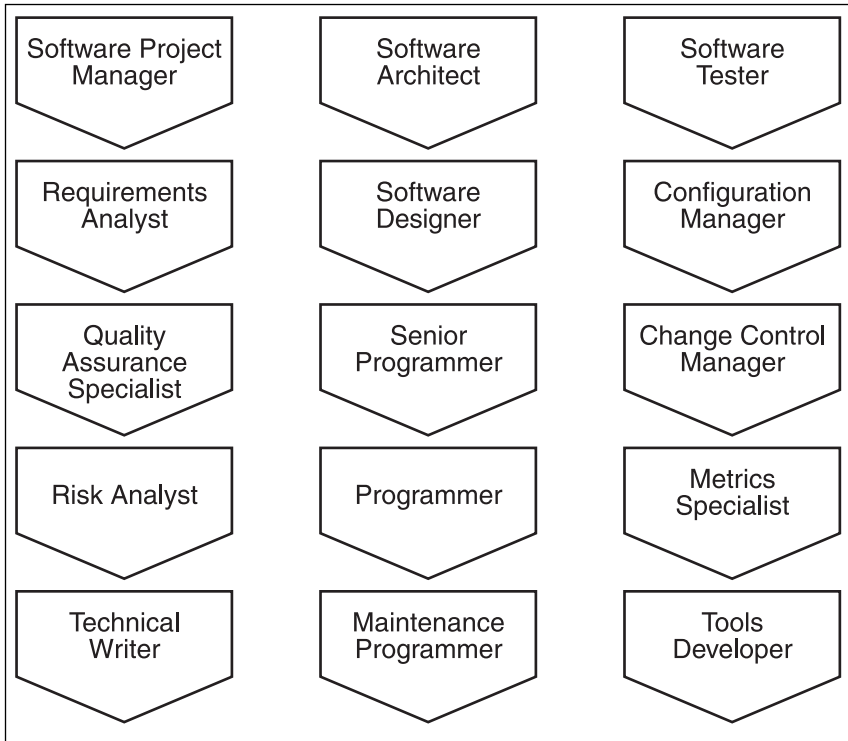 Software Project
Manager
Software
Architect
Software
Tester
Requirements
Analyst
Software
Designer
Configuration
Manager
Quality
Assurance
Specialist
Senior
Programmer
Change Control
Manager
Risk Analyst
Programmer
Metrics
Specialist
Technical
Writer
Maintenance
Programmer
Tools
Developer